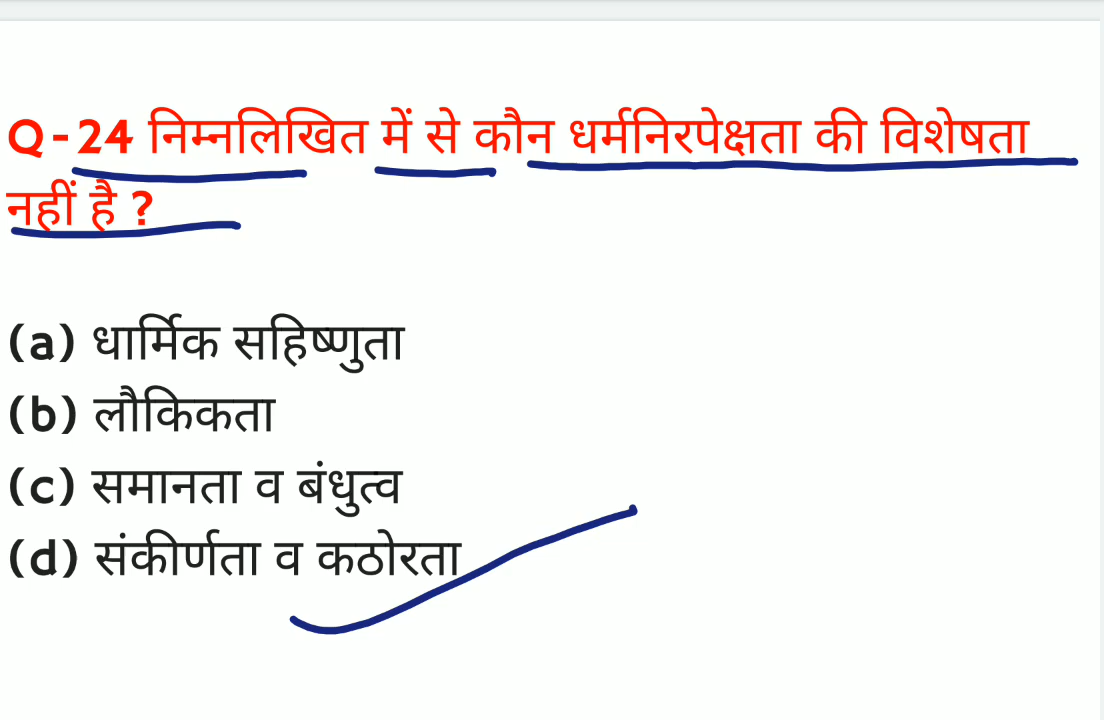 Q-24 निम्नलिखित में से कौन धर्मनिरपेक्षता की विशेषता
नहीं है ?
(a) धार्मिक सहिष्णुता
(b) लौकिकता
(c) समानता व बंधुत्व
(d) संकीर्णता व कठोरता